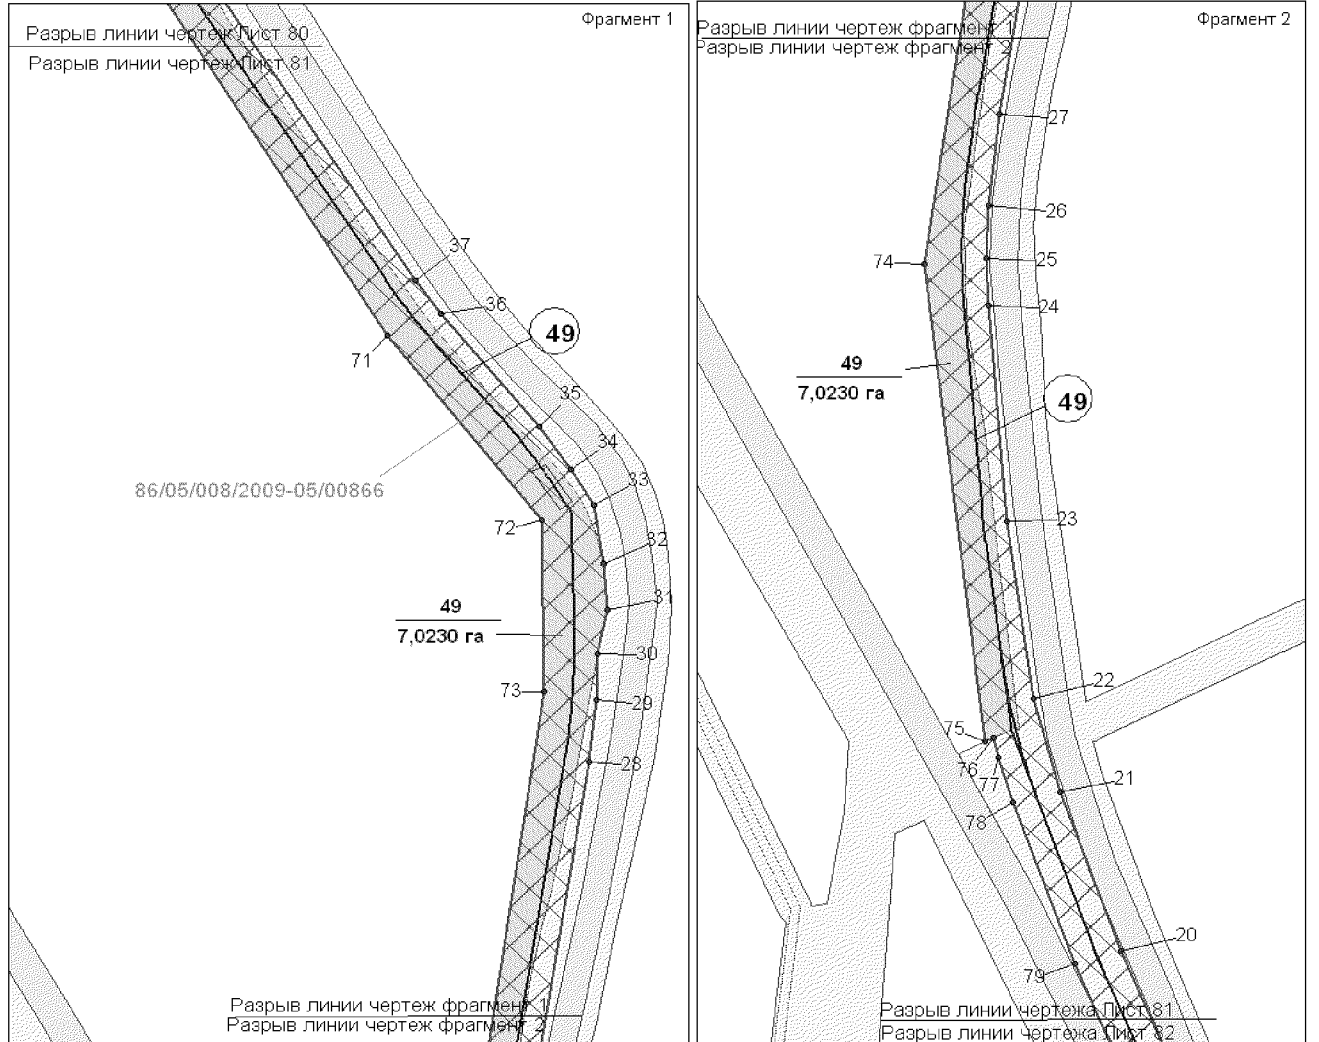 Фрагмент 1
Разрыв линии чертеж Лист 80
Разрыв линии чертеж Лист 81
37
36
49
71
35
34
86/05/008/2009-05/00866
33
72
32
31
49
7,0230 га
30
73
29
28
Разрыв линии чертеж фрагмент 1
Разрыв линии чертеж фрагмент 2
Фрагмент 2
Разрыв линии чертеж фрагмент 1
Разрыв линии чертеж фрагмент 2
27
26
74
25
24
49
7,0230 га
49
23
22
75
76
77
21
78
20
79
Разрыв линии чертежа Лист 81
Разрыв линии чертежа Лист 82